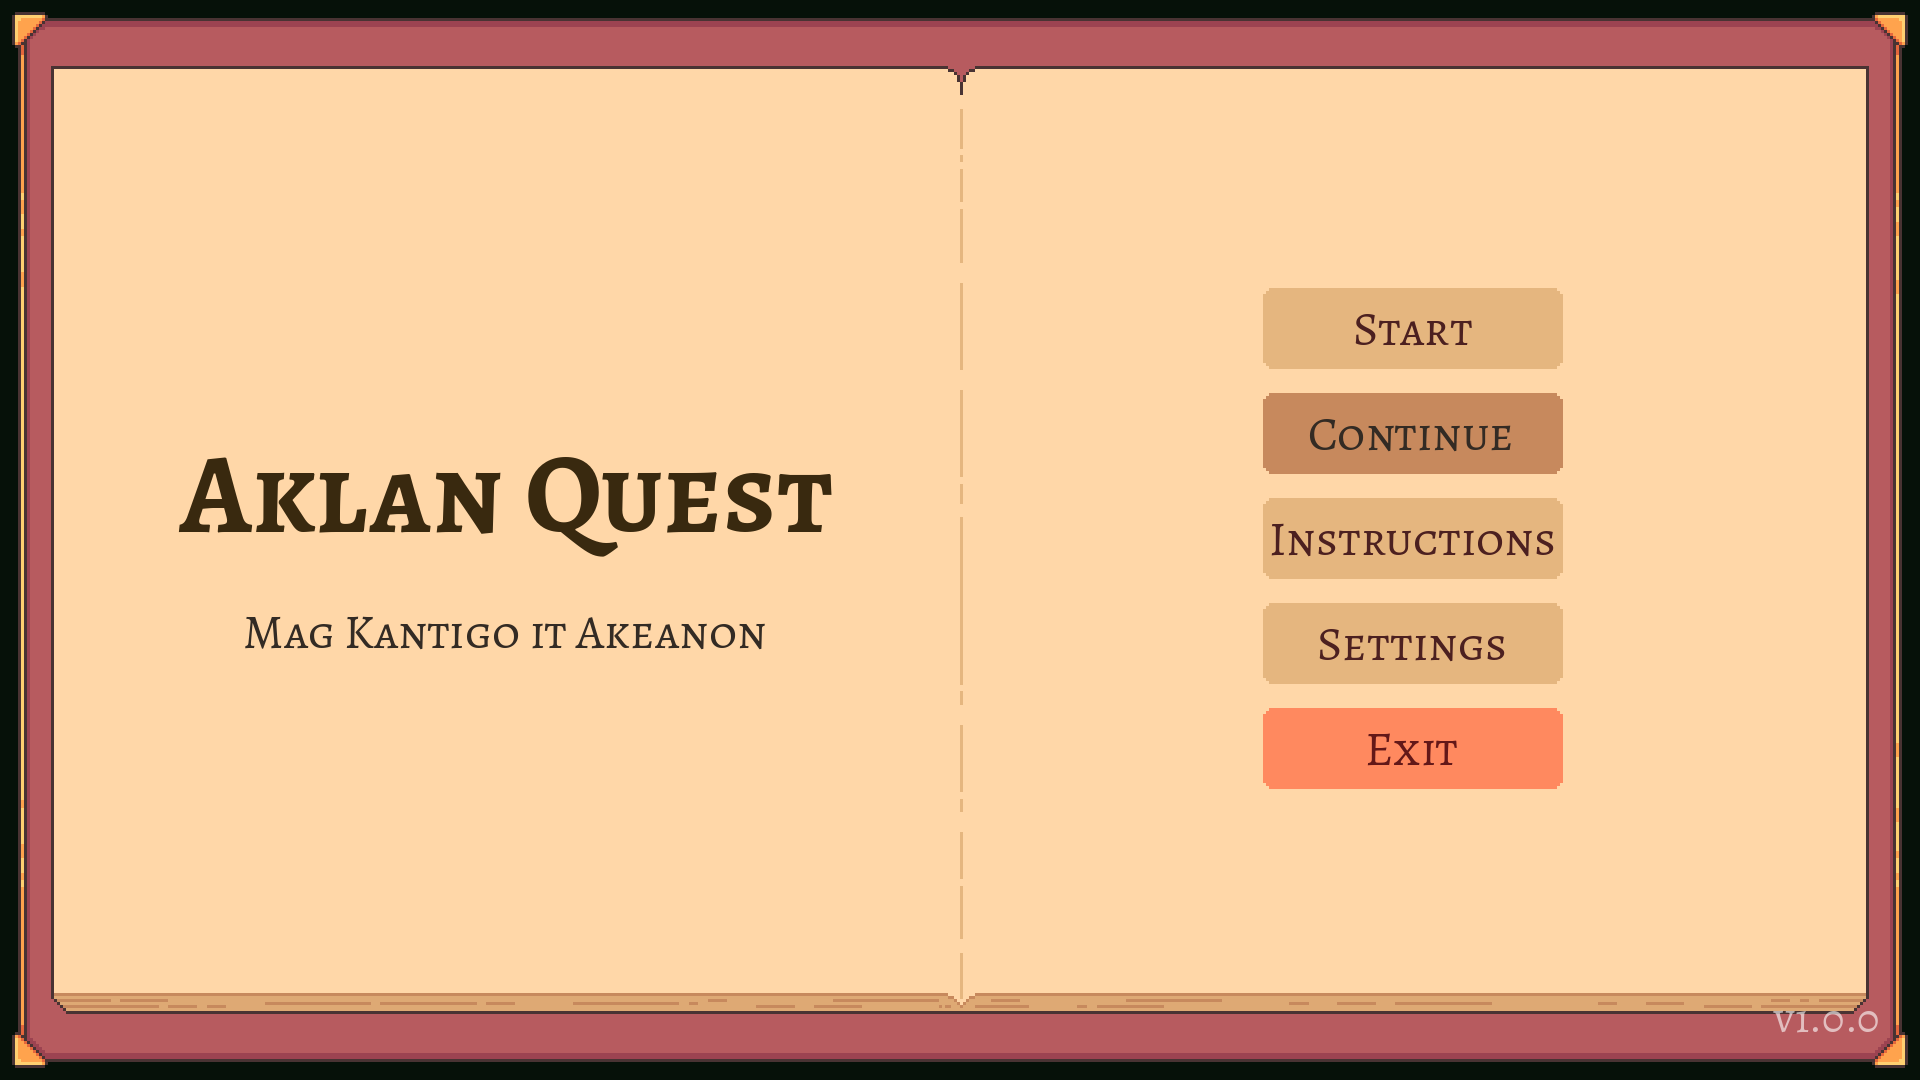 Aklan Quest
Mag Kantigo it Akeanon
Start
Continue
Instructions
Settings
Exit
v1.0.0